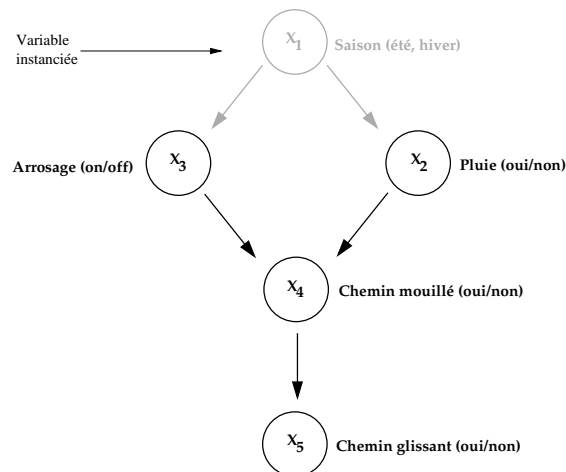 Variable
instanciée
X1
Saison (été, hiver)
Arrosage (on/off)
X3
X2
Pluie (oui/non)
X4
Chemin mouillé (oui/non)
X5
Chemin glissant (oui/non)